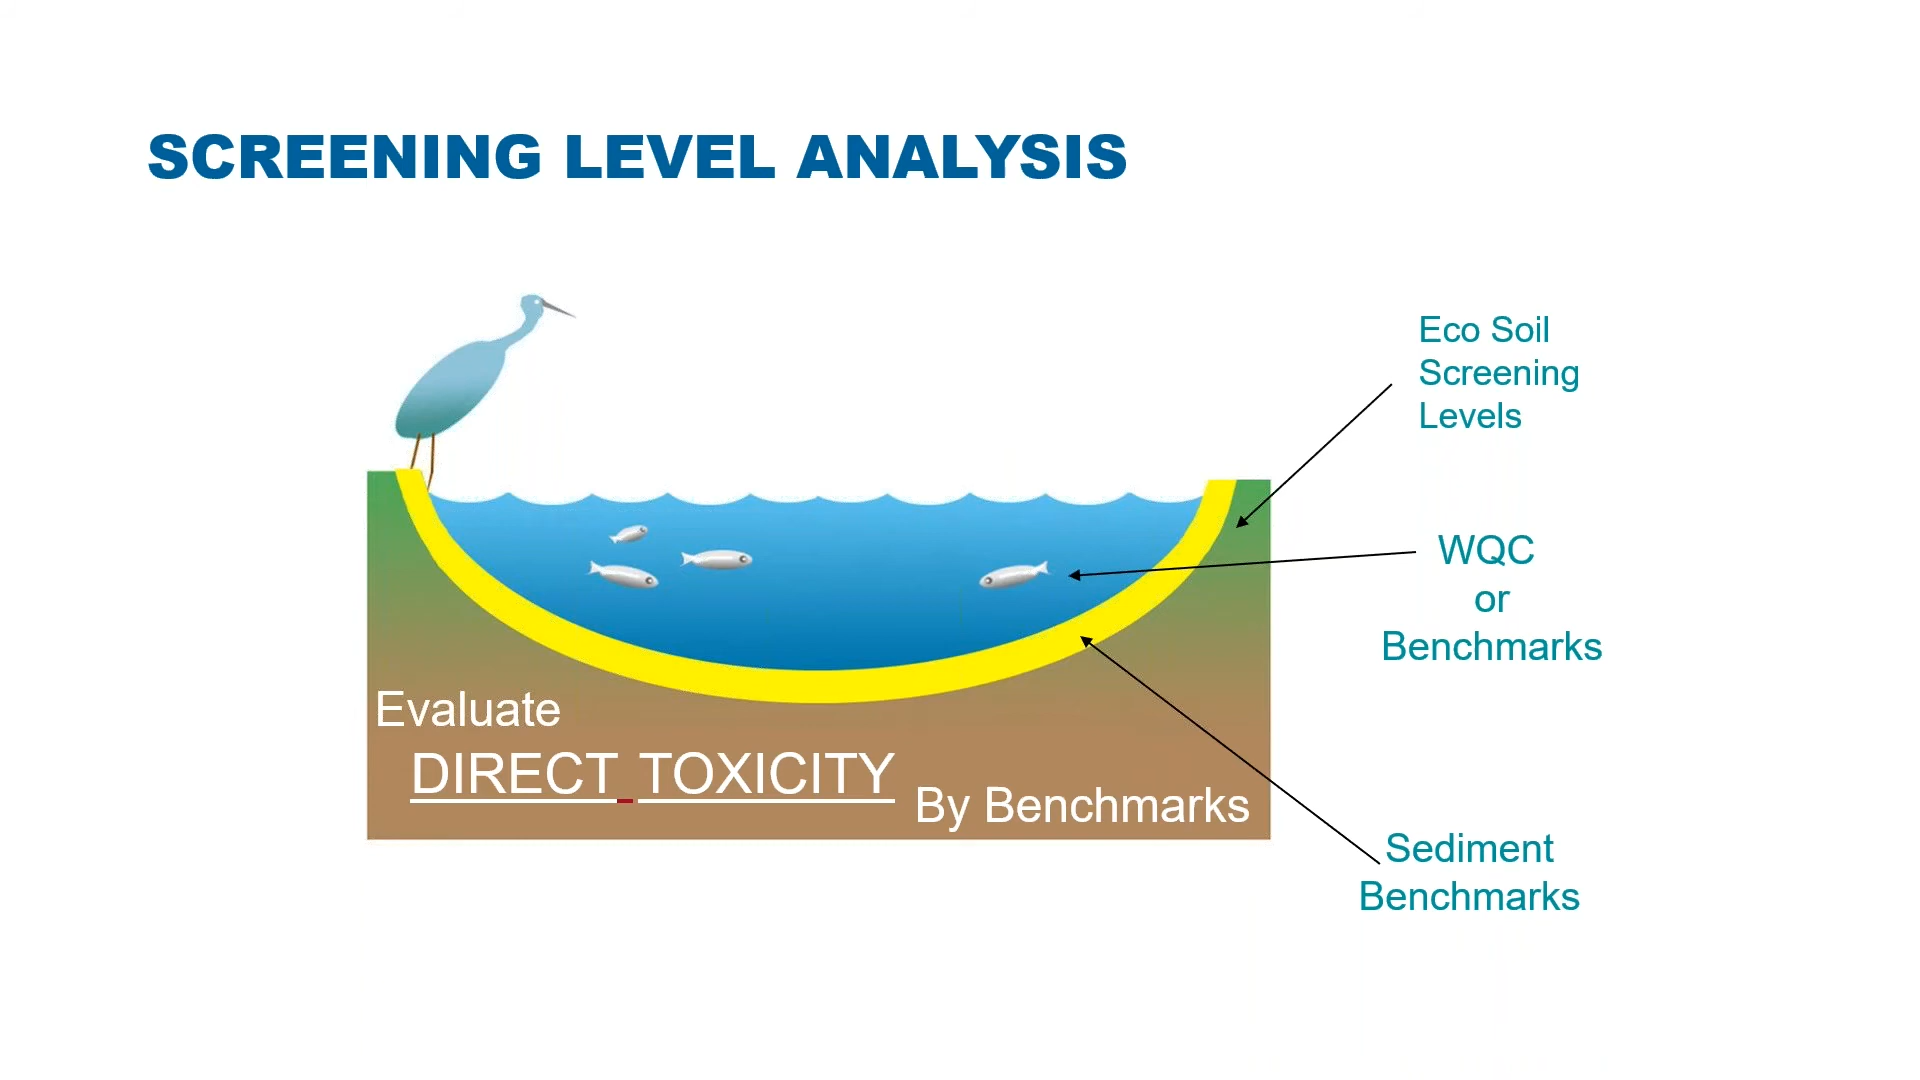 SCREENING LEVEL ANALYSIS
Eco Soil
Screening
Levels
WQC
or
Benchmarks
Evaluate
DIRECT TOXICITY
By Benchmarks
Sediment
Benchmarks